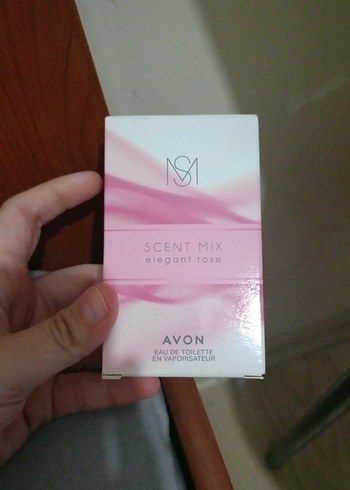 SM
SCENT MIX
elegant rose
AVON
EAU DE TOILETTE
EN VAPORISATEUR